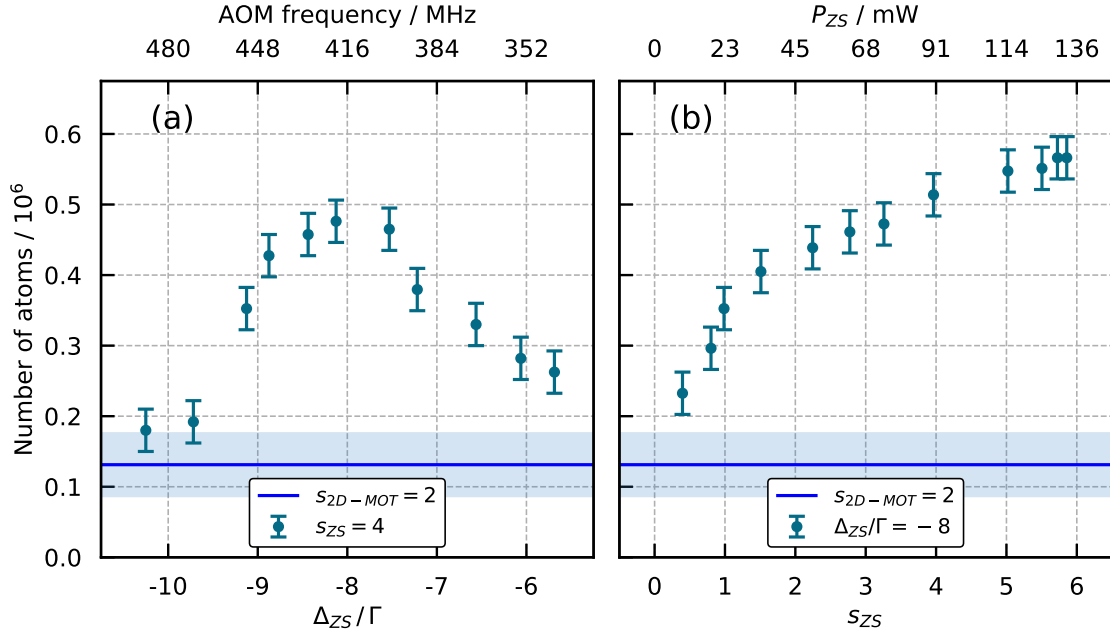 AOM frequency / MHz
480 448 416 384 352
P_ZS / mW
0 23 45 68 91 114 136
Number of atoms / 10^6
0.6
0.5
0.4
0.3
0.2
0.1
0.0
(a)
s_2D−MOT = 2
s_ZS = 4
-10 -9 -8 -7 -6
Δ_ZS / Γ
(b)
s_2D−MOT = 2
Δ_ZS/Γ = − 8
0 1 2 3 4 5 6
s_ZS